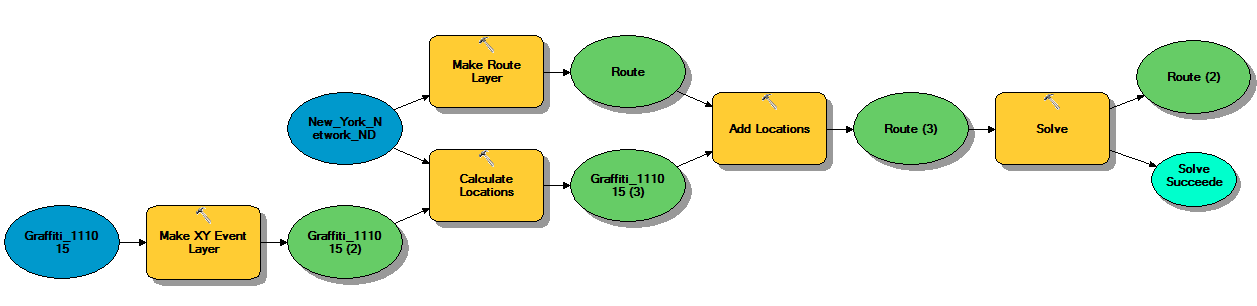 Make Route
Layer
Route
New_York_N
etwork_ND
Add Locations
Route (3)
Solve
Route (2)
Calculate
Locations
Graffiti_1110
15 (3)
Solve
Succeede
Graffiti_1110
15
Make XY Event
Layer
Graffiti_1110
15 (2)